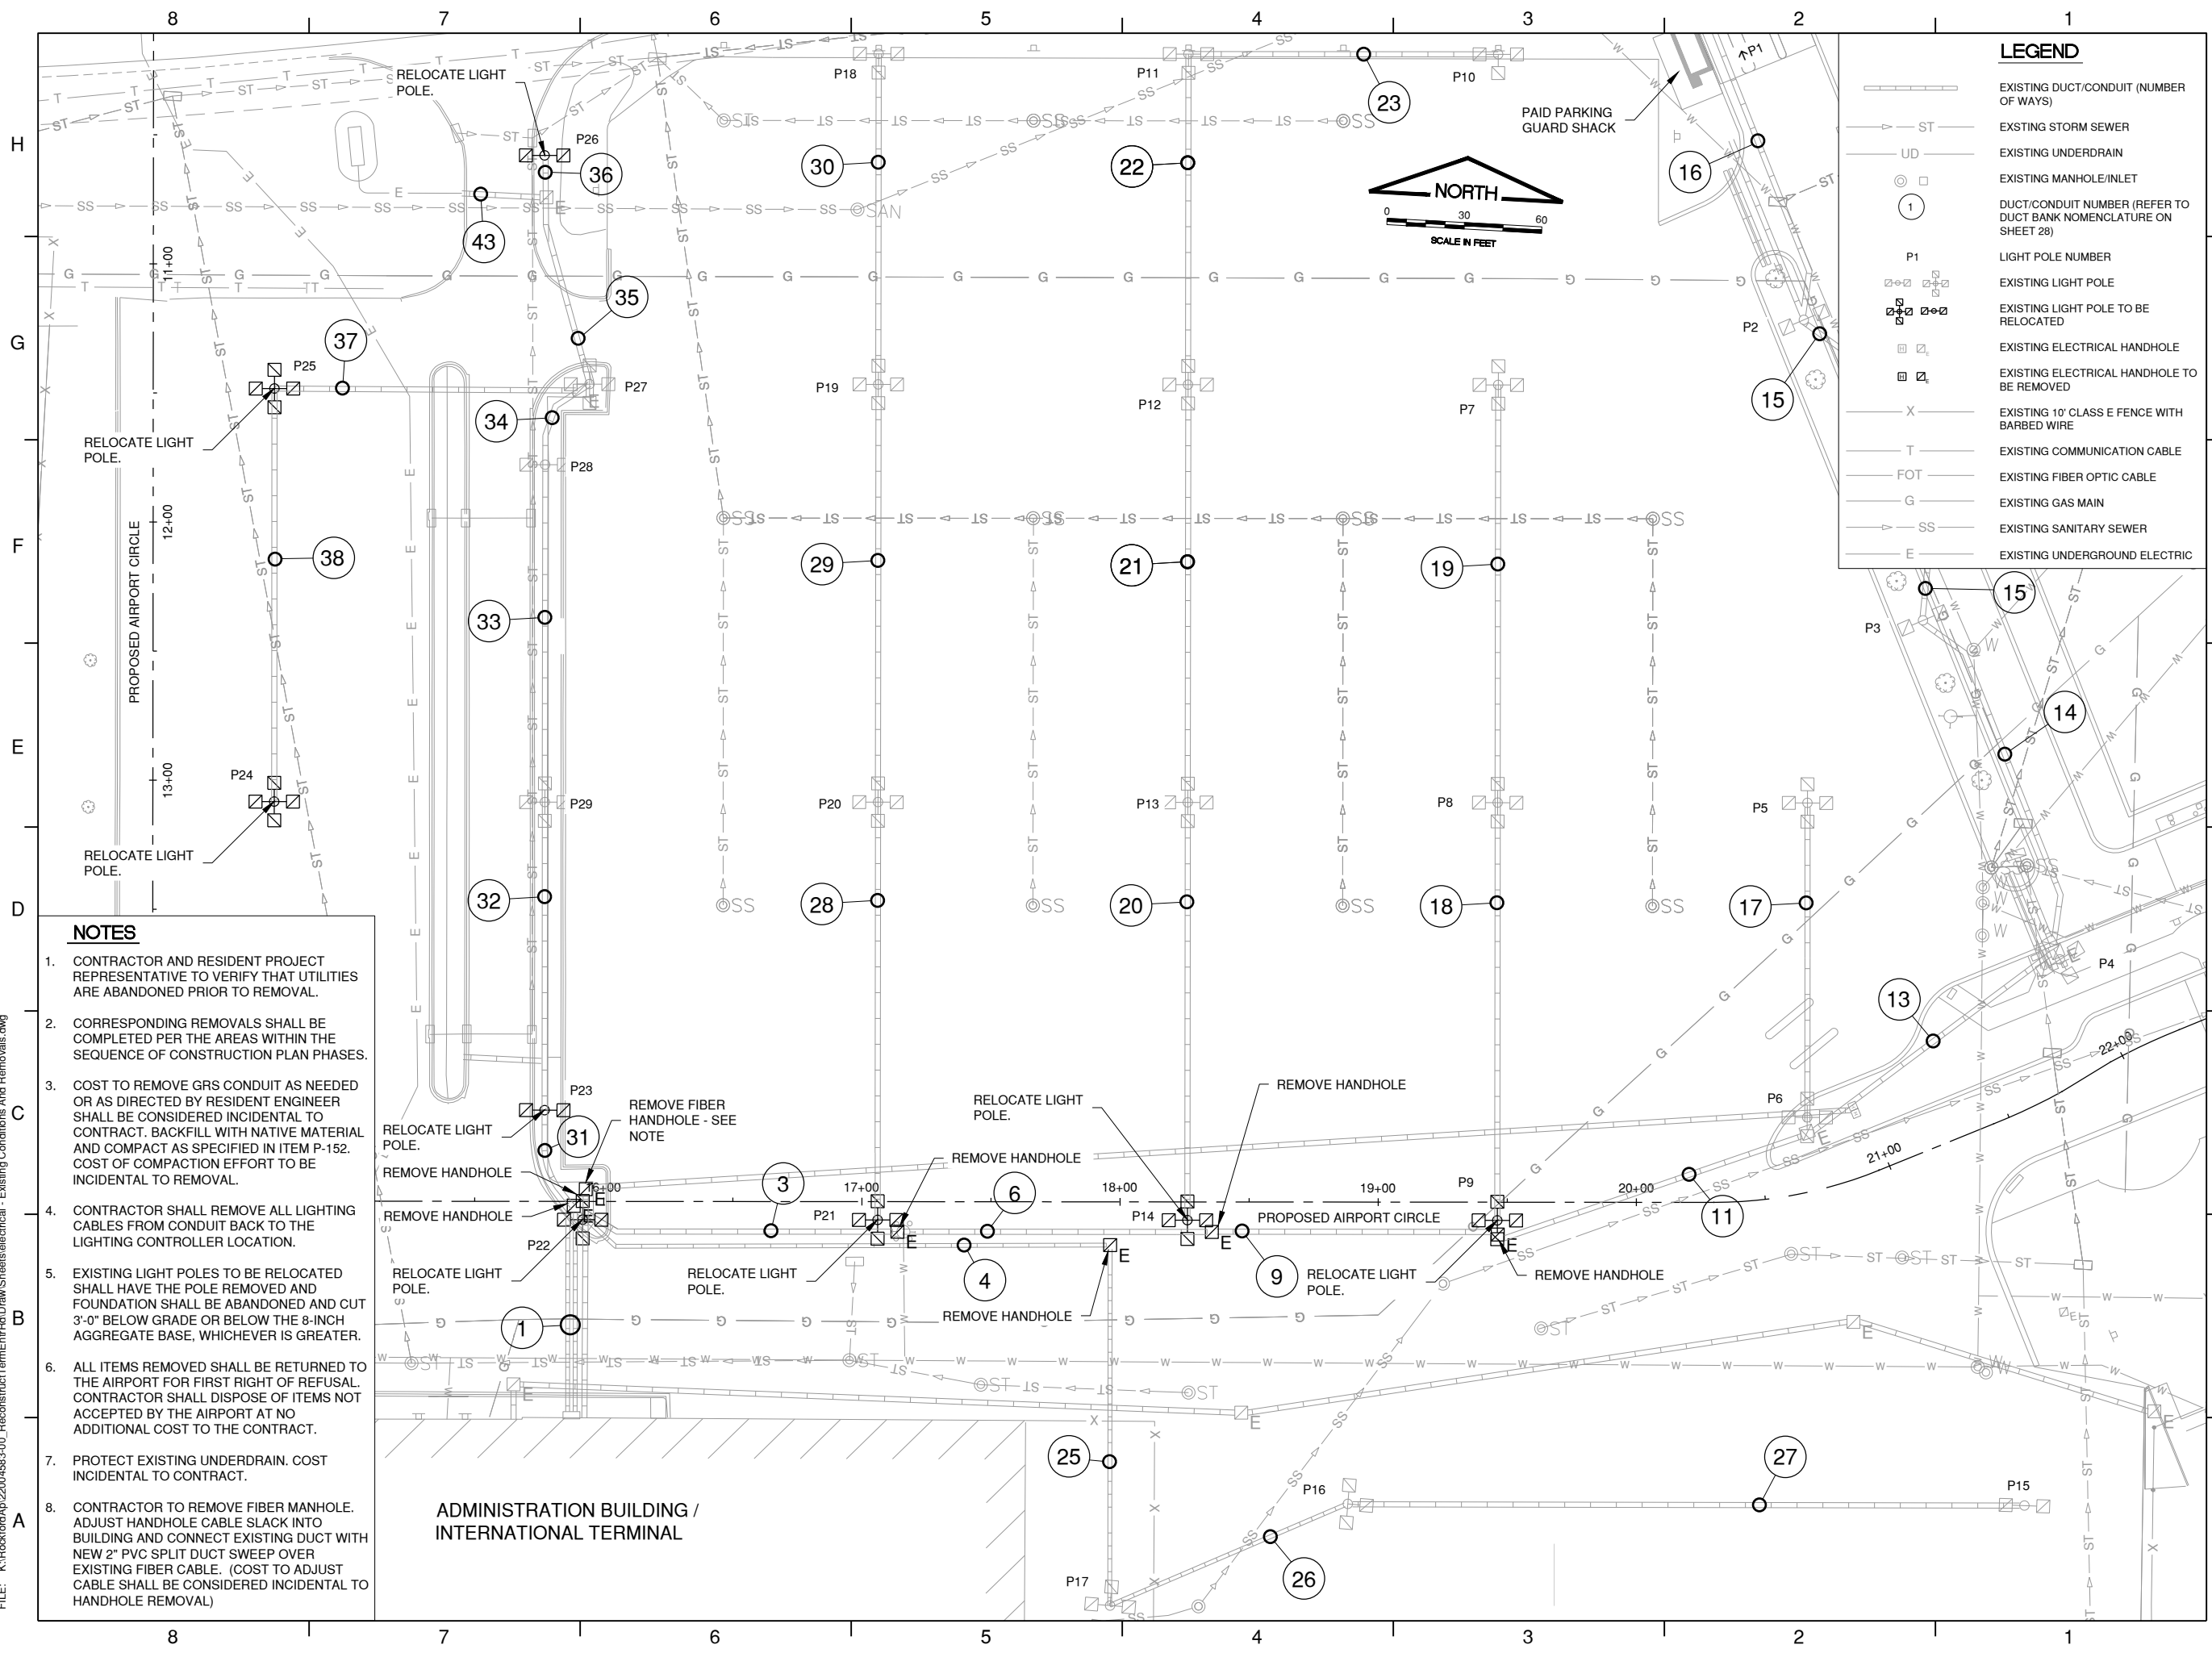 8 7 6 5 4 3 2 1
H
G
F
E
D
C
B
A
LEGEND
EXISTING DUCT/CONDUIT (NUMBER
OF WAYS)
ST EXSTING STORM SEWER
UD EXISTING UNDERDRAIN
EXISTING MANHOLE/INLET
1 DUCT/CONDUIT NUMBER (REFER TO
DUCT BANK NOMENCLATURE ON
SHEET 28)
P1 LIGHT POLE NUMBER
EXISTING LIGHT POLE
EXISTING LIGHT POLE TO BE
RELOCATED
EXISTING ELECTRICAL HANDHOLE
EXISTING ELECTRICAL HANDHOLE TO
BE REMOVED
X EXISTING 10' CLASS E FENCE WITH
BARBED WIRE
T EXISTING COMMUNICATION CABLE
FOT EXISTING FIBER OPTIC CABLE
G EXISTING GAS MAIN
SS EXISTING SANITARY SEWER
E EXISTING UNDERGROUND ELECTRIC
RELOCATE LIGHT
POLE.
P26
36
43
35
SAN
P18
30
P11
22
23
P10
PAID PARKING
GUARD SHACK
P1
16
NORTH
0 30 60
SCALE IN FEET
11+00
37
P25
P27
34
P28
RELOCATE LIGHT
POLE.
P19
P12
P7
P2
15
PROPOSED AIRPORT CIRCLE
12+00
38
33
29
21
19
15
P3
14
13+00
P24
P29
P20
P13
P8
P5
RELOCATE LIGHT
POLE.
32
28
20
18
17
P4
13
22+00
P23
RELOCATE LIGHT
POLE.
31
REMOVE FIBER
HANDHOLE - SEE
NOTE
REMOVE HANDHOLE
REMOVE HANDHOLE
P22
RELOCATE LIGHT
POLE.
1
16+00
3
17+00
P21
RELOCATE LIGHT
POLE.
REMOVE HANDHOLE
6
4
18+00
P14
RELOCATE LIGHT
POLE.
REMOVE HANDHOLE
REMOVE HANDHOLE
9
PROPOSED AIRPORT CIRCLE
19+00
P9
RELOCATE LIGHT
POLE.
REMOVE HANDHOLE
20+00
11
21+00
P6
25
P17
26
P16
27
P15
ADMINISTRATION BUILDING /
INTERNATIONAL TERMINAL
NOTES
1. CONTRACTOR AND RESIDENT PROJECT
REPRESENTATIVE TO VERIFY THAT UTILITIES
ARE ABANDONED PRIOR TO REMOVAL.
2. CORRESPONDING REMOVALS SHALL BE
COMPLETED PER THE AREAS WITHIN THE
SEQUENCE OF CONSTRUCTION PLAN PHASES.
3. COST TO REMOVE GRS CONDUIT AS NEEDED
OR AS DIRECTED BY RESIDENT ENGINEER
SHALL BE CONSIDERED INCIDENTAL TO
CONTRACT. BACKFILL WITH NATIVE MATERIAL
AND COMPACT AS SPECIFIED IN ITEM P-152.
COST OF COMPACTION EFFORT TO BE
INCIDENTAL TO REMOVAL.
4. CONTRACTOR SHALL REMOVE ALL LIGHTING
CABLES FROM CONDUIT BACK TO THE
LIGHTING CONTROLLER LOCATION.
5. EXISTING LIGHT POLES TO BE RELOCATED
SHALL HAVE THE POLE REMOVED AND
FOUNDATION SHALL BE ABANDONED AND CUT
3'-0" BELOW GRADE OR BELOW THE 8-INCH
AGGREGATE BASE, WHICHEVER IS GREATER.
6. ALL ITEMS REMOVED SHALL BE RETURNED TO
THE AIRPORT FOR FIRST RIGHT OF REFUSAL.
CONTRACTOR SHALL DISPOSE OF ITEMS NOT
ACCEPTED BY THE AIRPORT AT NO
ADDITIONAL COST TO THE CONTRACT.
7. PROTECT EXISTING UNDERDRAIN. COST
INCIDENTAL TO CONTRACT.
8. CONTRACTOR TO REMOVE FIBER MANHOLE.
ADJUST HANDHOLE CABLE SLACK INTO
BUILDING AND CONNECT EXISTING DUCT WITH
NEW 2" PVC SPLIT DUCT SWEEP OVER
EXISTING FIBER CABLE. (COST TO ADJUST
CABLE SHALL BE CONSIDERED INCIDENTAL TO
HANDHOLE REMOVAL)
8 7 6 5 4 3 2 1